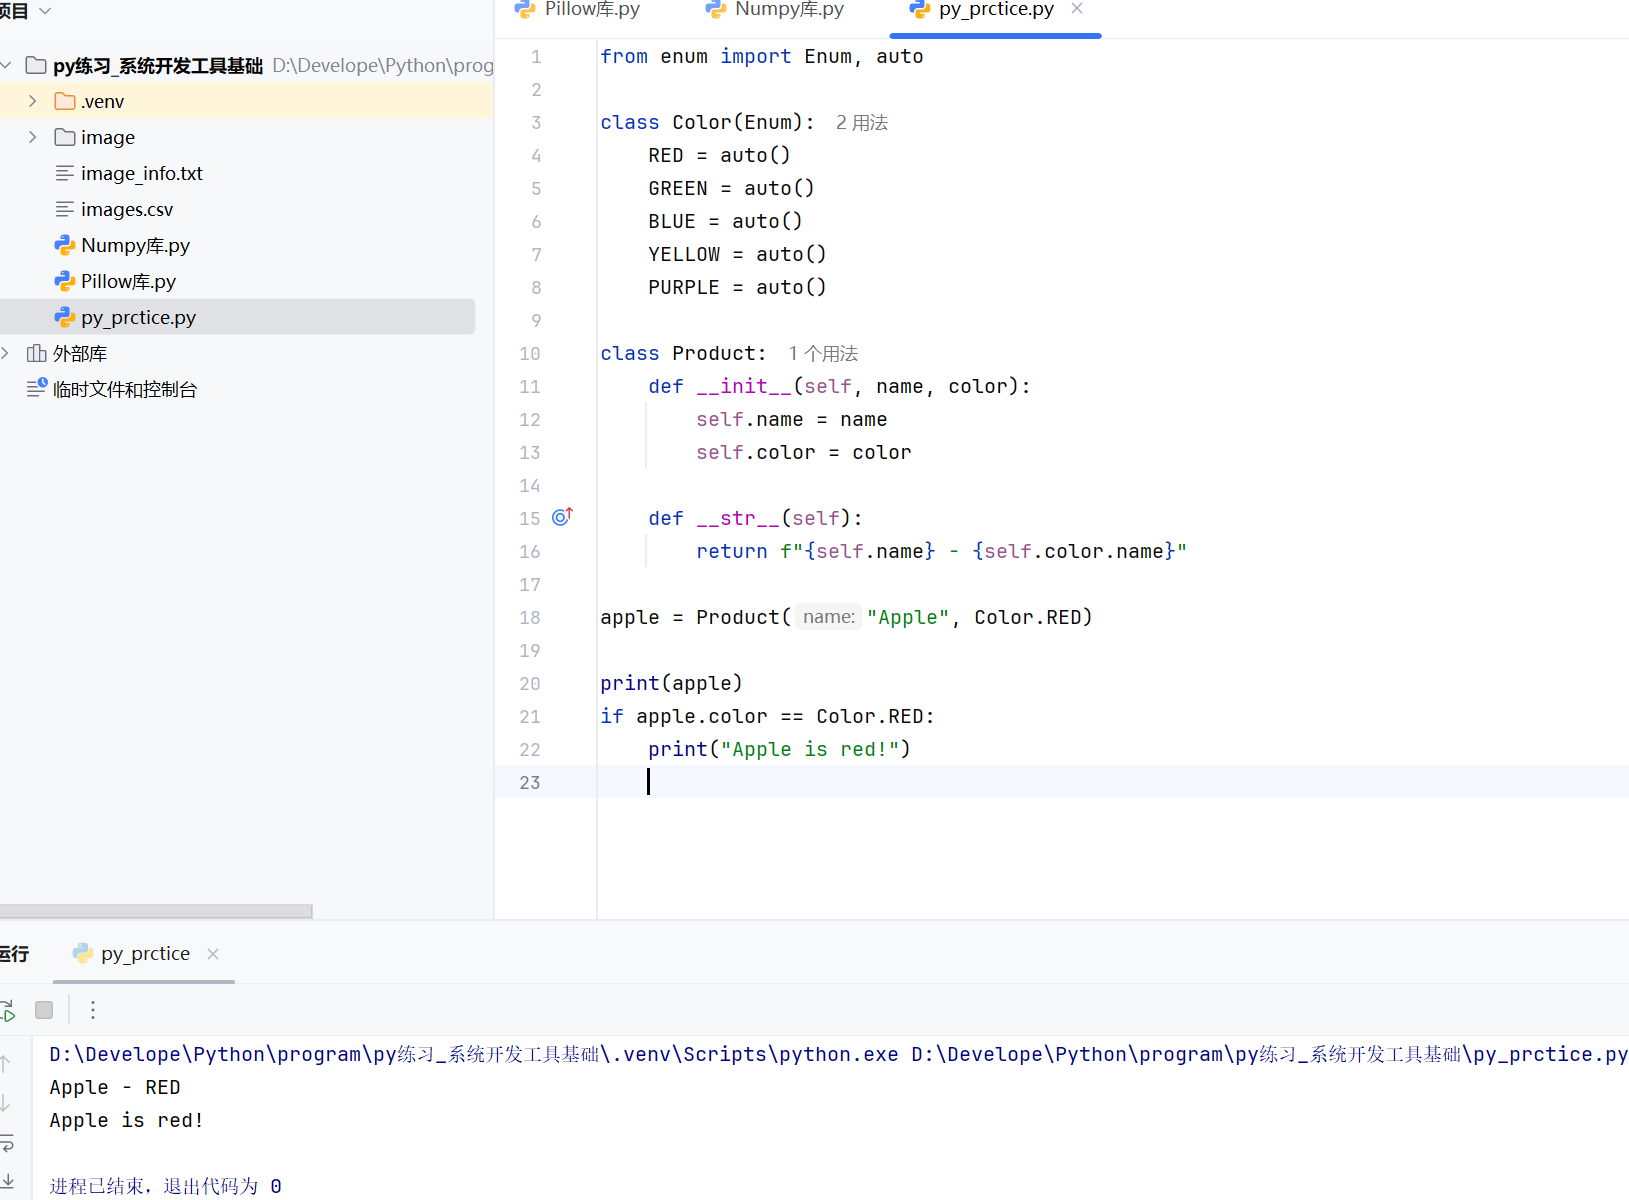 项目
Pillow库.py Numpy库.py py_prctice.py
py练习_系统开发工具基础 D:\Develope\Python\prog
.venv
image
image_info.txt
images.csv
Numpy库.py
Pillow库.py
py_prctice.py
外部库
临时文件和控制台
1 from enum import Enum, auto
2
3 class Color(Enum): 2 用法
4 RED = auto()
5 GREEN = auto()
6 BLUE = auto()
7 YELLOW = auto()
8 PURPLE = auto()
9
10 class Product: 1 个用法
11 def __init__(self, name, color):
12 self.name = name
13 self.color = color
14
15 def __str__(self):
16 return f"{self.name} - {self.color.name}"
17
18 apple = Product( name: "Apple", Color.RED)
19
20 print(apple)
21 if apple.color == Color.RED:
22 print("Apple is red!")
23
运行 py_prctice
D:\Develope\Python\program\py练习_系统开发工具基础\.venv\Scripts\python.exe D:\Develope\Python\program\py练习_系统开发工具基础\py_prctice.py
Apple - RED
Apple is red!
进程已结束，退出代码为 0